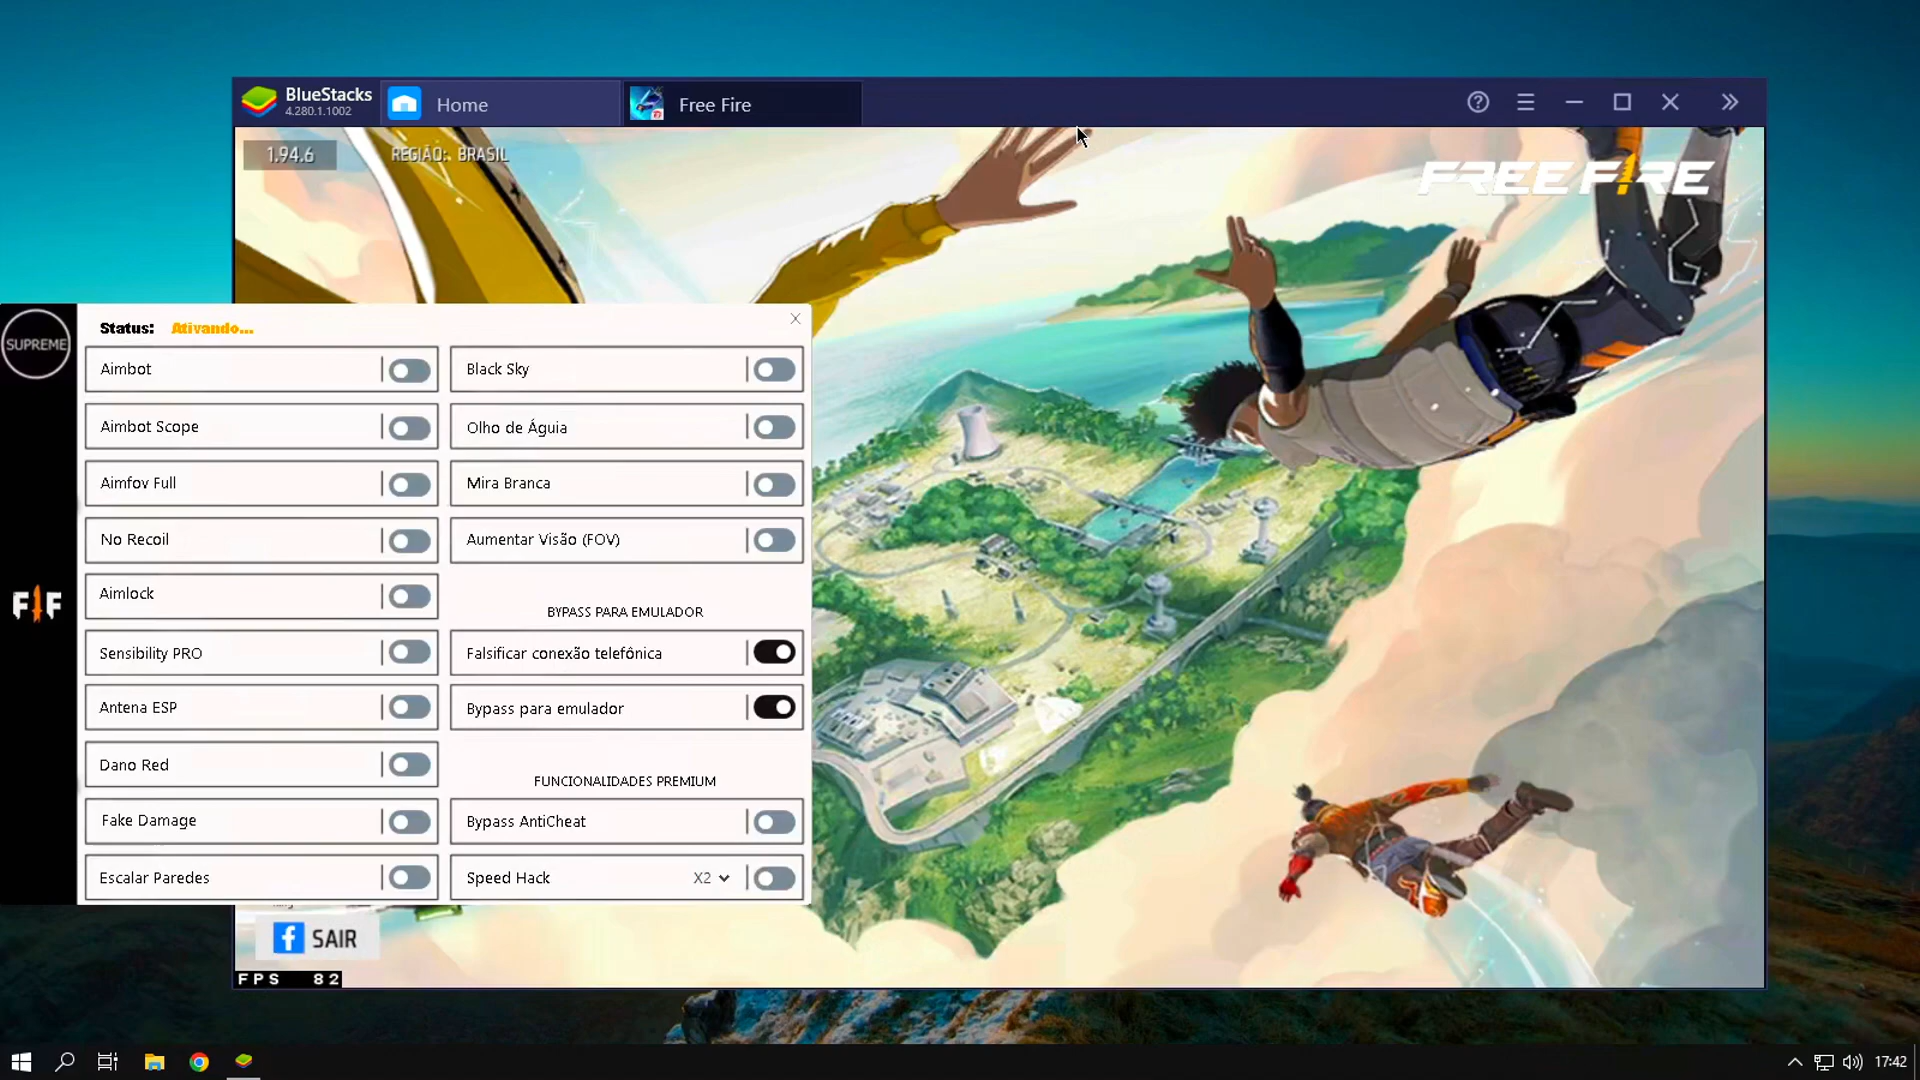 BlueStacks
4.280.1.1002
Home
Free Fire
1.94.6
REGIÃO: BRASIL
FREE FIRE
SUPREME
Status: Ativando...
Aimbot
Black Sky
Aimbot Scope
Olho de Águia
Aimfov Full
Mira Branca
No Recoil
Aumentar Visão (FOV)
Aimlock
BYPASS PARA EMULADOR
F F
Sensibility PRO
Falsificar conexão telefônica
Antena ESP
Bypass para emulador
Dano Red
FUNCIONALIDADES PREMIUM
Fake Damage
Bypass AntiCheat
Escalar Paredes
Speed Hack X2
SAIR
FPS 82
17:42